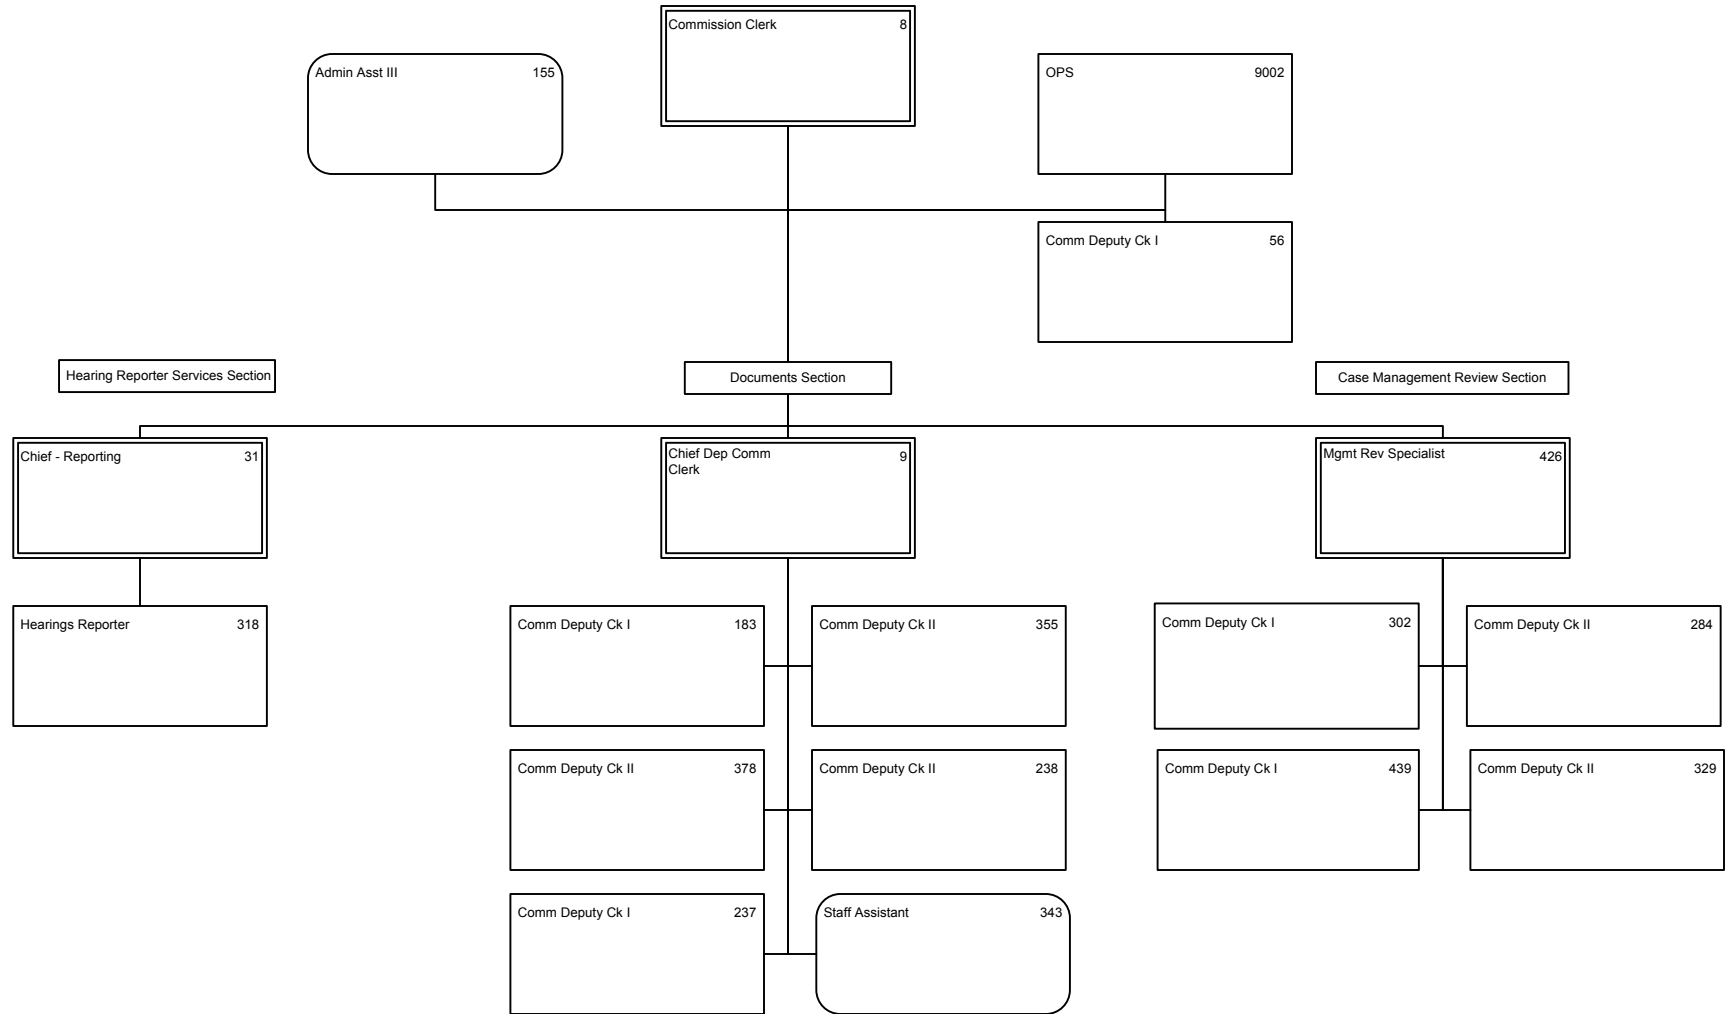 Commission Clerk 8
Admin Asst III 155
OPS 9002
Comm Deputy Ck I 56
Hearing Reporter Services Section
Documents Section
Case Management Review Section
Chief - Reporting 31
Chief Dep Comm 9
Clerk
Mgmt Rev Specialist 426
Hearings Reporter 318
Comm Deputy Ck I 183
Comm Deputy Ck II 355
Comm Deputy Ck I 302
Comm Deputy Ck II 284
Comm Deputy Ck II 378
Comm Deputy Ck II 238
Comm Deputy Ck I 439
Comm Deputy Ck II 329
Comm Deputy Ck I 237
Staff Assistant 343